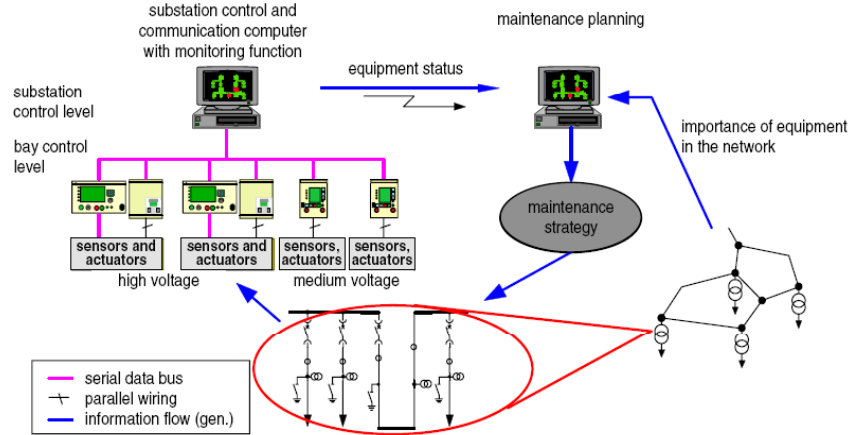 substation control and
communication computer
with monitoring function
maintenance planning
equipment status
substation
control level
importance of equipment
in the network
bay control
level
maintenance
strategy
sensors and
actuators
sensors and
actuators
sensors,
actuators
sensors,
actuators
high voltage
medium voltage
serial data bus
parallel wiring
information flow (gen.)